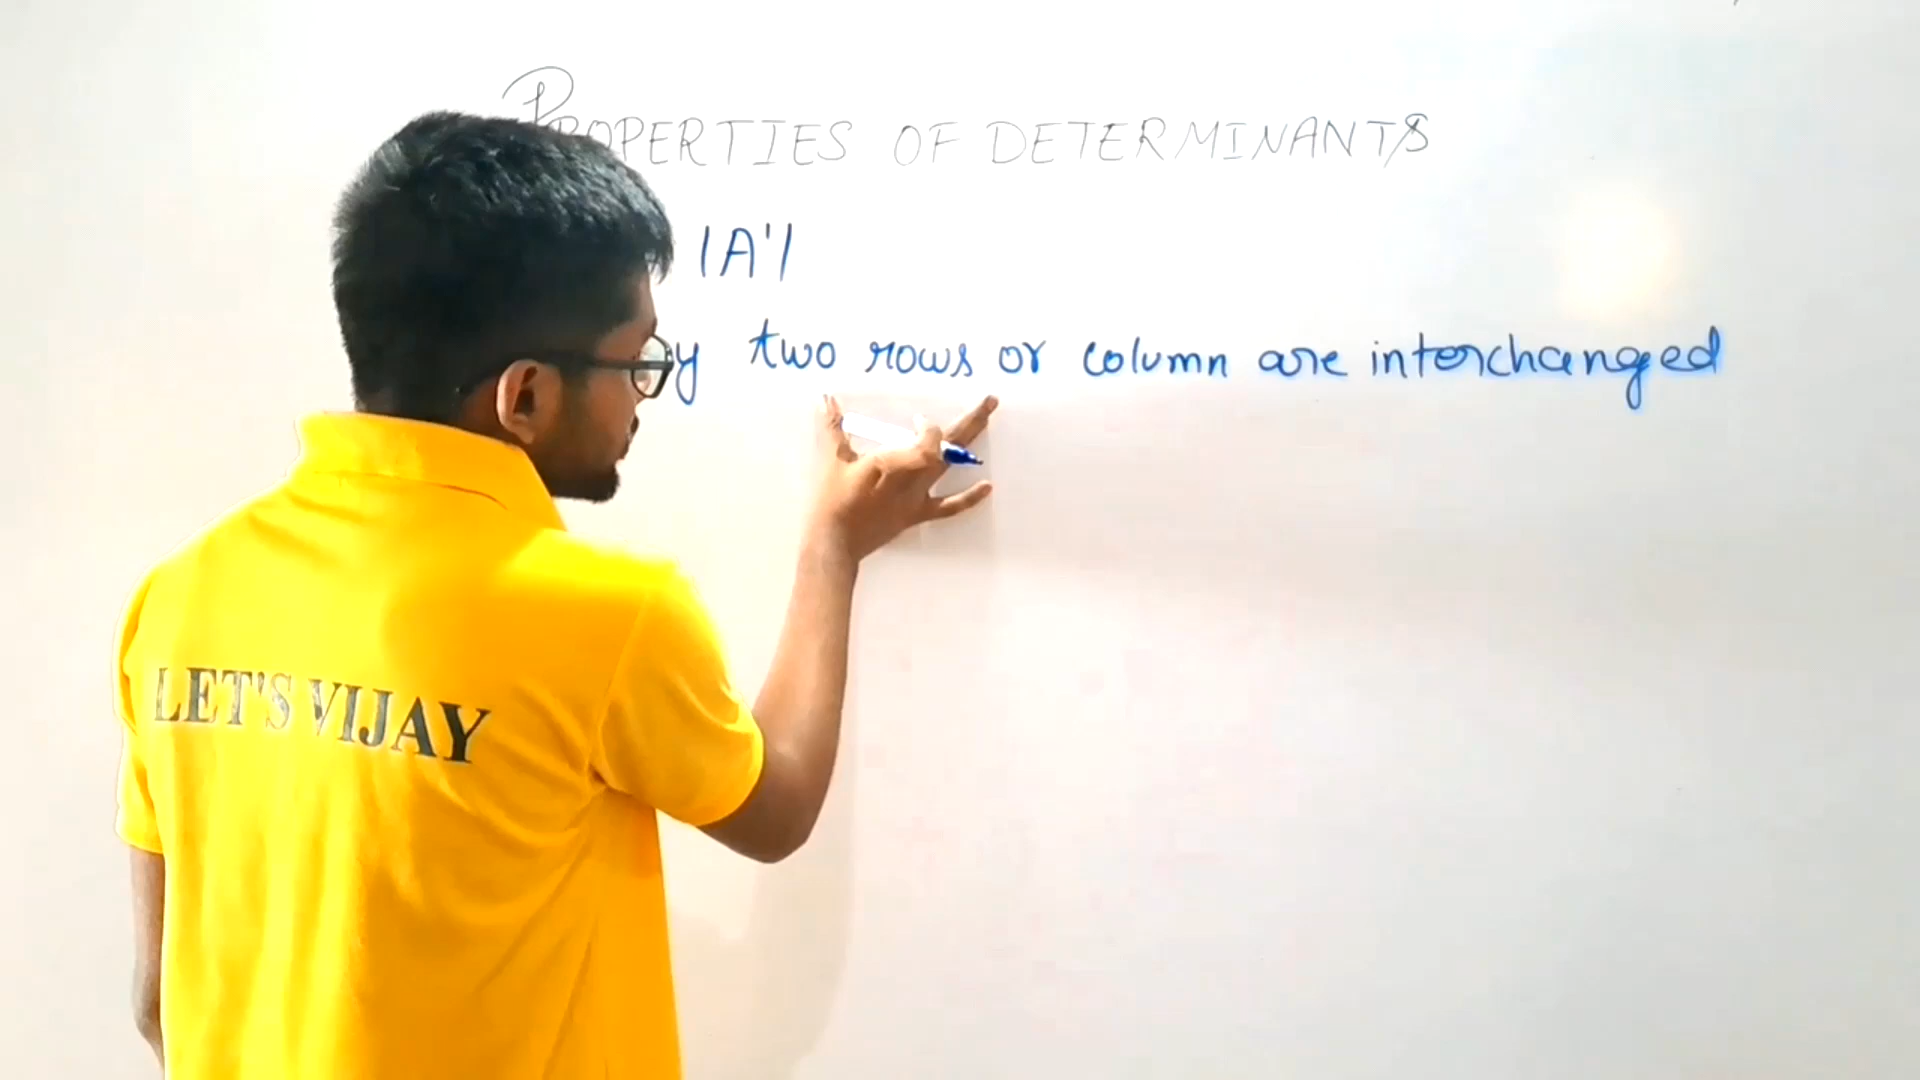 PROPERTIES OF DETERMINANTS
|A'|
two rows or column are interchanged
LET'S VIJAY